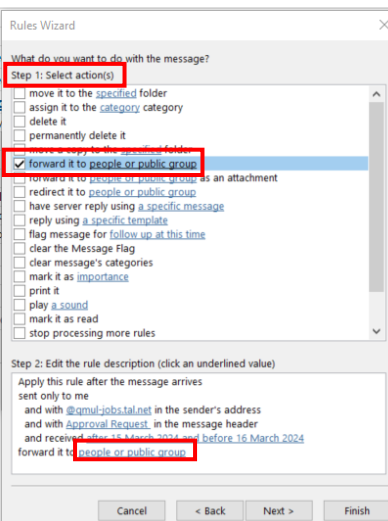 Rules Wizard
What do you want to do with the message?
Step 1: Select action(s)
move it to the specified folder
assign it to the category category
delete it
permanently delete it
move a copy to the specified folder
forward it to people or public group
forward it to people or public group as an attachment
redirect it to people or public group
have server reply using a specific message
reply using a specific template
flag message for follow up at this time
clear the Message Flag
clear message's categories
mark it as importance
print it
play a sound
mark it as read
stop processing more rules
Step 2: Edit the rule description (click an underlined value)
Apply this rule after the message arrives
sent only to me
and with @qmul-jobs.tal.net in the sender's address
and with Approval Request in the message header
and received after 15 March 2024 and before 16 March 2024
forward it to people or public group
Cancel < Back Next > Finish